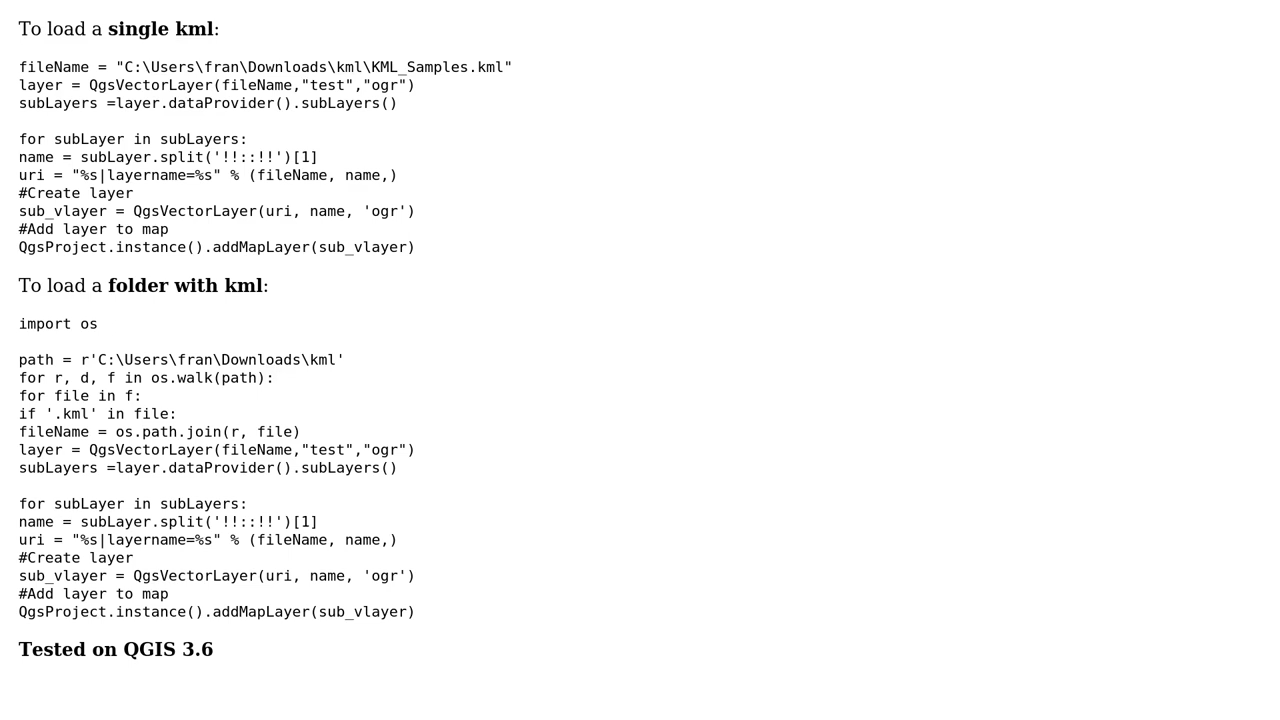 To load a single kml:
fileName = "C:\Users\fran\Downloads\kml\KML_Samples.kml"
layer = QgsVectorLayer(fileName,"test","ogr")
subLayers =layer.dataProvider().subLayers()
for subLayer in subLayers:
name = subLayer.split('!!::!!')[1]
uri = "%s|layername=%s" % (fileName, name,)
#Create layer
sub_vlayer = QgsVectorLayer(uri, name, 'ogr')
#Add layer to map
QgsProject.instance().addMapLayer(sub_vlayer)
To load a folder with kml:
import os
path = r'C:\Users\fran\Downloads\kml'
for r, d, f in os.walk(path):
for file in f:
if '.kml' in file:
fileName = os.path.join(r, file)
layer = QgsVectorLayer(fileName,"test","ogr")
subLayers =layer.dataProvider().subLayers()
for subLayer in subLayers:
name = subLayer.split('!!::!!')[1]
uri = "%s|layername=%s" % (fileName, name,)
#Create layer
sub_vlayer = QgsVectorLayer(uri, name, 'ogr')
#Add layer to map
QgsProject.instance().addMapLayer(sub_vlayer)
Tested on QGIS 3.6